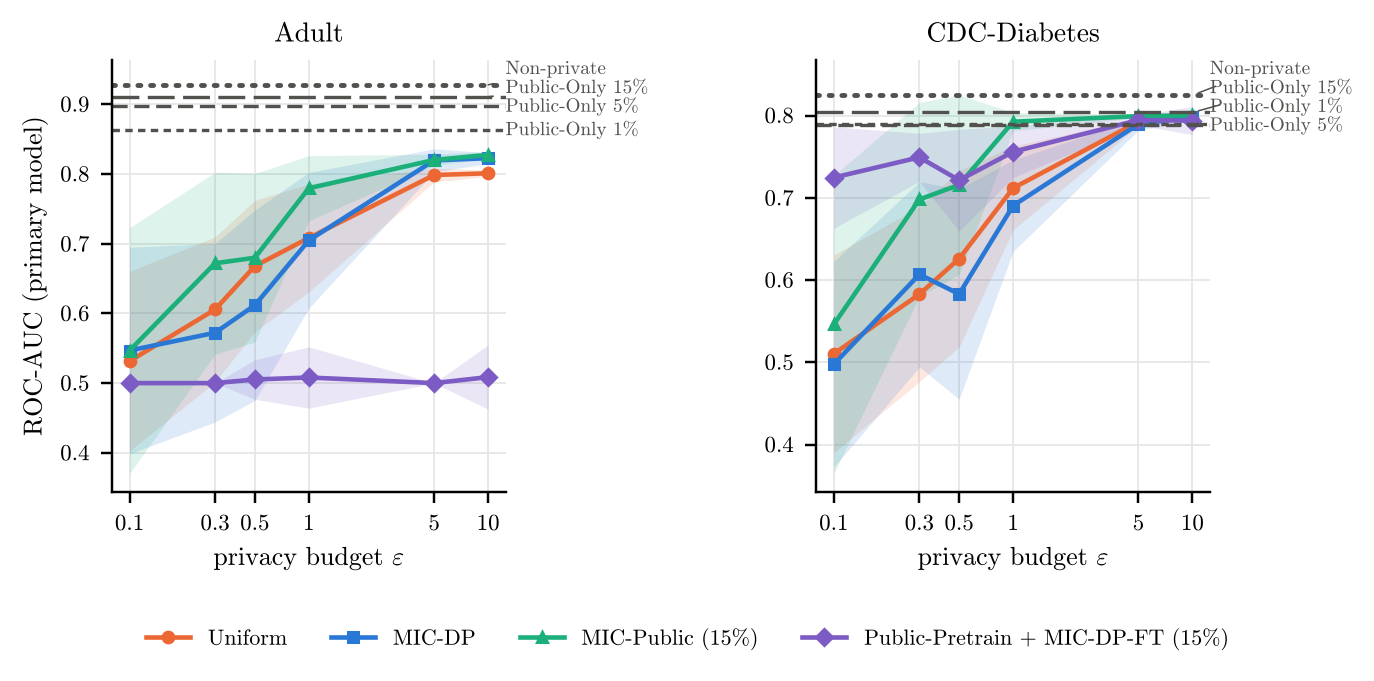 Adult
CDC-Diabetes
ROC-AUC (primary model)
0.9
0.8
0.7
0.6
0.5
0.4
Non-private
Public-Only 15%
Public-Only 5%
Public-Only 1%
0.1 0.3 0.5 1 5 10
privacy budget ε
0.8
0.7
0.6
0.5
0.4
Non-private
Public-Only 15%
Public-Only 1%
Public-Only 5%
0.1 0.3 0.5 1 5 10
privacy budget ε
Uniform MIC-DP MIC-Public (15%) Public-Pretrain + MIC-DP-FT (15%)